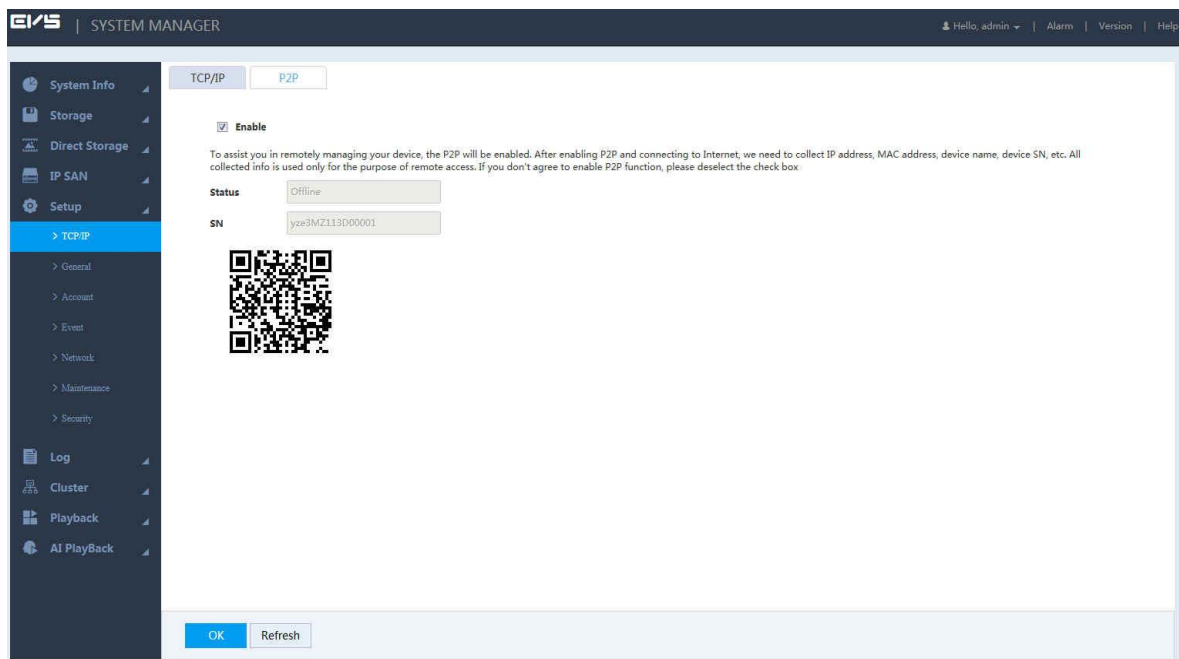 EIVS | SYSTEM MANAGER
Hello, admin | Alarm | Version | Help
TCP/IP P2P
System Info
Storage
Direct Storage
IP SAN
Setup
> TCP/IP
> General
> Account
> Event
> Network
> Maintenance
> Security
Log
Cluster
Playback
AI PlayBack
Enable
To assist you in remotely managing your device, the P2P will be enabled. After enabling P2P and connecting to Internet, we need to collect IP address, MAC address, device name, device SN, etc. All
collected info is used only for the purpose of remote access. If you don't agree to enable P2P function, please deselect the check box
Status Offline
SN yze3MZ113D00001
OK Refresh